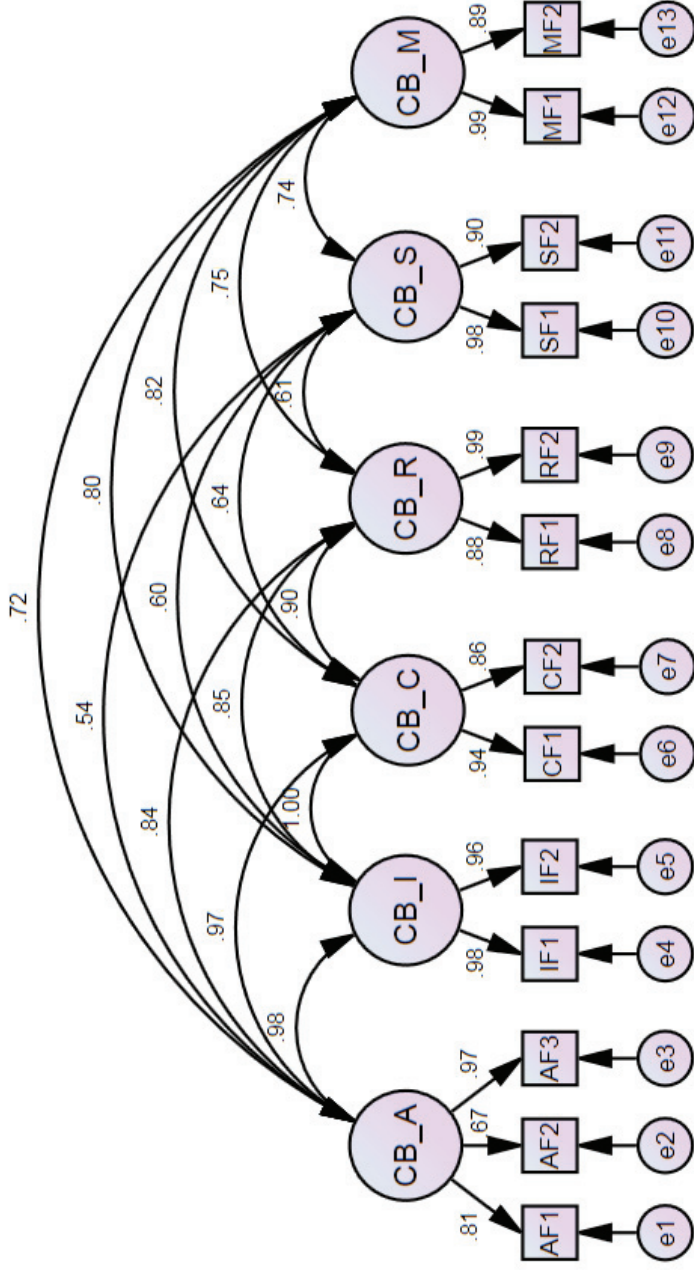 .72
.54
.80
.84
.60
.82
.97
.85
.64
.75
.98
1.00
.90
.61
.74
CB_A
CB_I
CB_C
CB_R
CB_S
CB_M
.81
.67
.97
.98
.96
.94
.86
.88
.99
.98
.90
.99
.89
AF1
AF2
AF3
IF1
IF2
CF1
CF2
RF1
RF2
SF1
SF2
MF1
MF2
e1
e2
e3
e4
e5
e6
e7
e8
e9
e10
e11
e12
e13